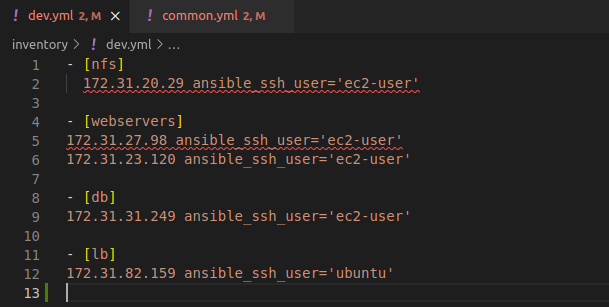 ! dev.yml 2, M × ! common.yml 2, M
inventory > ! dev.yml > ...
1 - [nfs]
2   172.31.20.29 ansible_ssh_user='ec2-user'
3
4 - [webservers]
5 172.31.27.98 ansible_ssh_user='ec2-user'
6 172.31.23.120 ansible_ssh_user='ec2-user'
7
8 - [db]
9 172.31.31.249 ansible_ssh_user='ec2-user'
10
11 - [lb]
12 172.31.82.159 ansible_ssh_user='ubuntu'
13